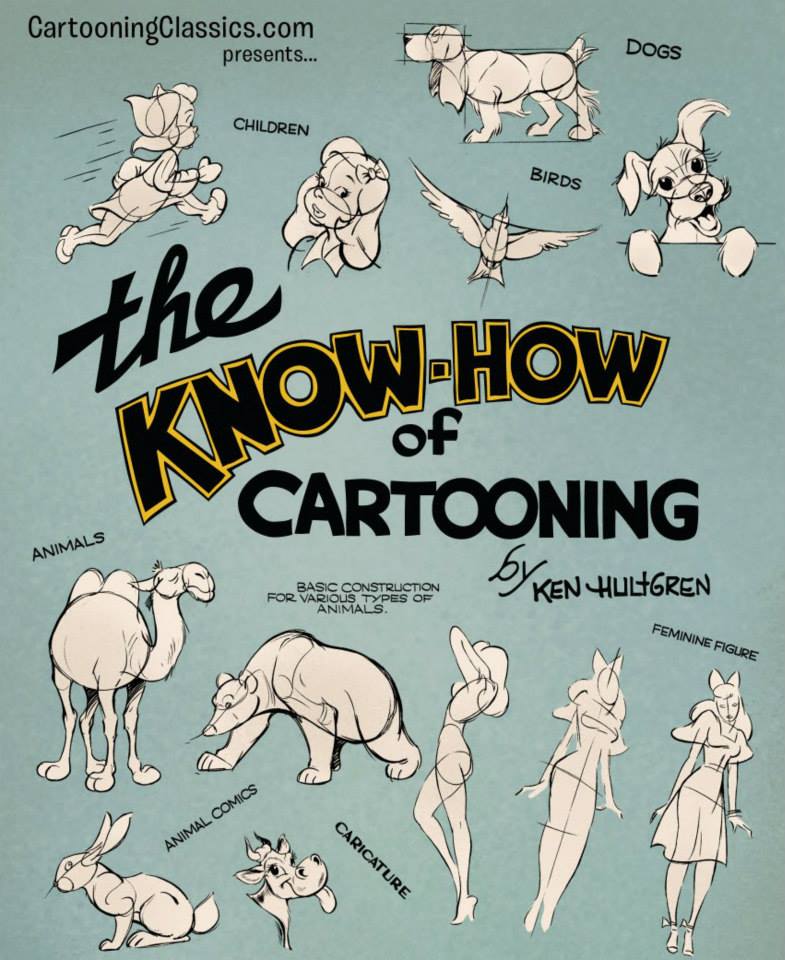 CartooningClassics.com
presents...
DOGS
CHILDREN
BIRDS
the
KNOW-HOW
of
CARTOONING
by KEN HULTGREN
ANIMALS
BASIC CONSTRUCTION
FOR VARIOUS TYPES OF
ANIMALS.
FEMININE FIGURE
ANIMAL COMICS
CARICATURE